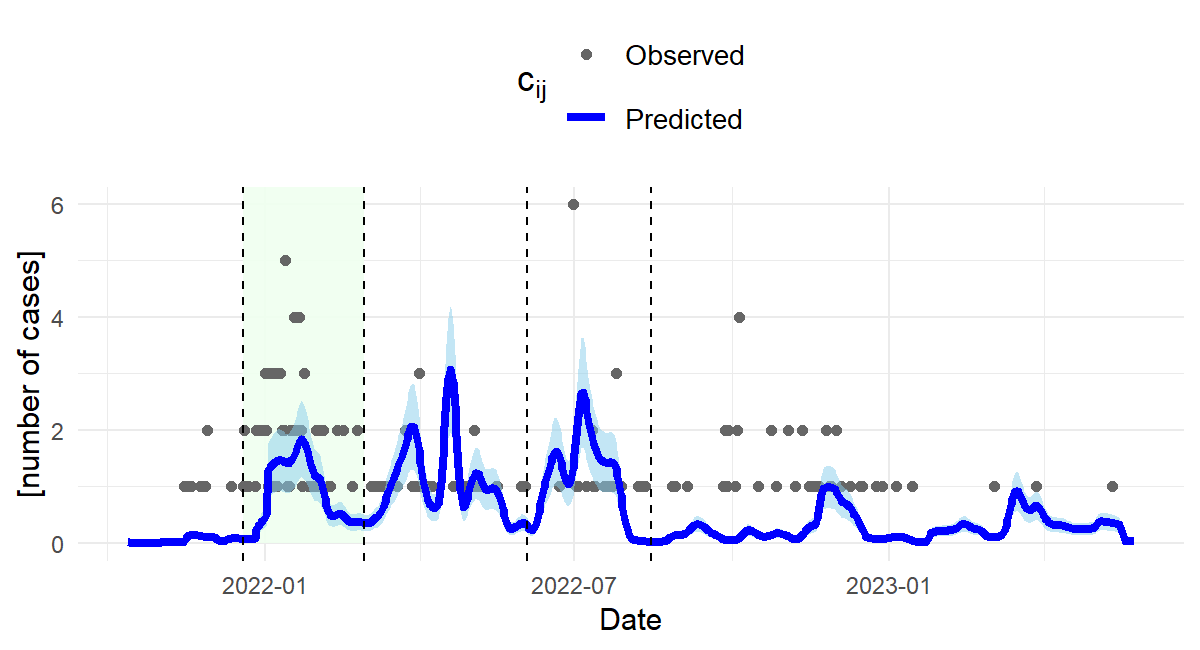 Observed
c_ij
Predicted
[number of cases]
6
4
2
0
2022-01
2022-07
2023-01
Date